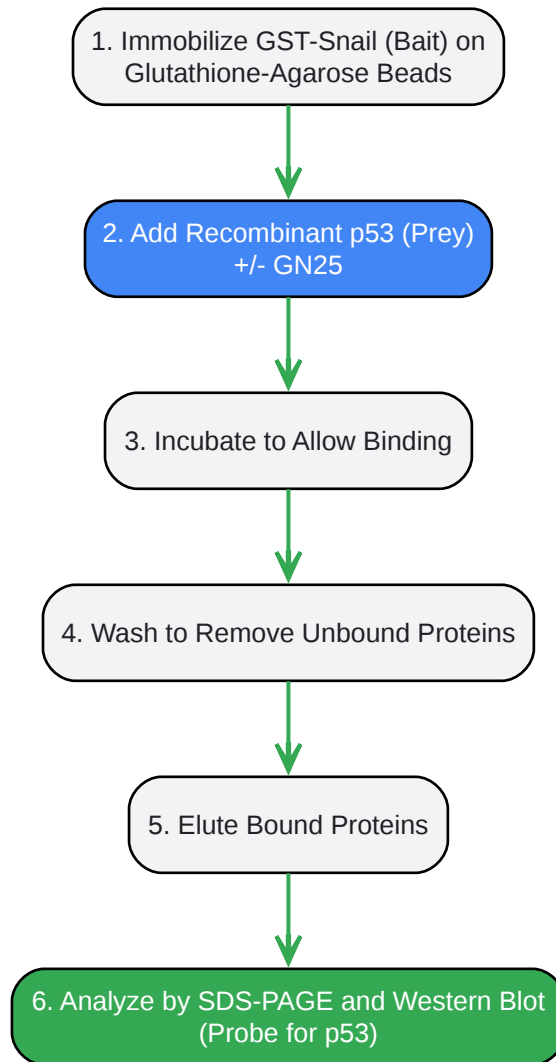 1. Immobilize GST-Snail (Bait) on
Glutathione-Agarose Beads
2. Add Recombinant p53 (Prey)
+/- GN25
3. Incubate to Allow Binding
4. Wash to Remove Unbound Proteins
5. Elute Bound Proteins
6. Analyze by SDS-PAGE and Western Blot
(Probe for p53)